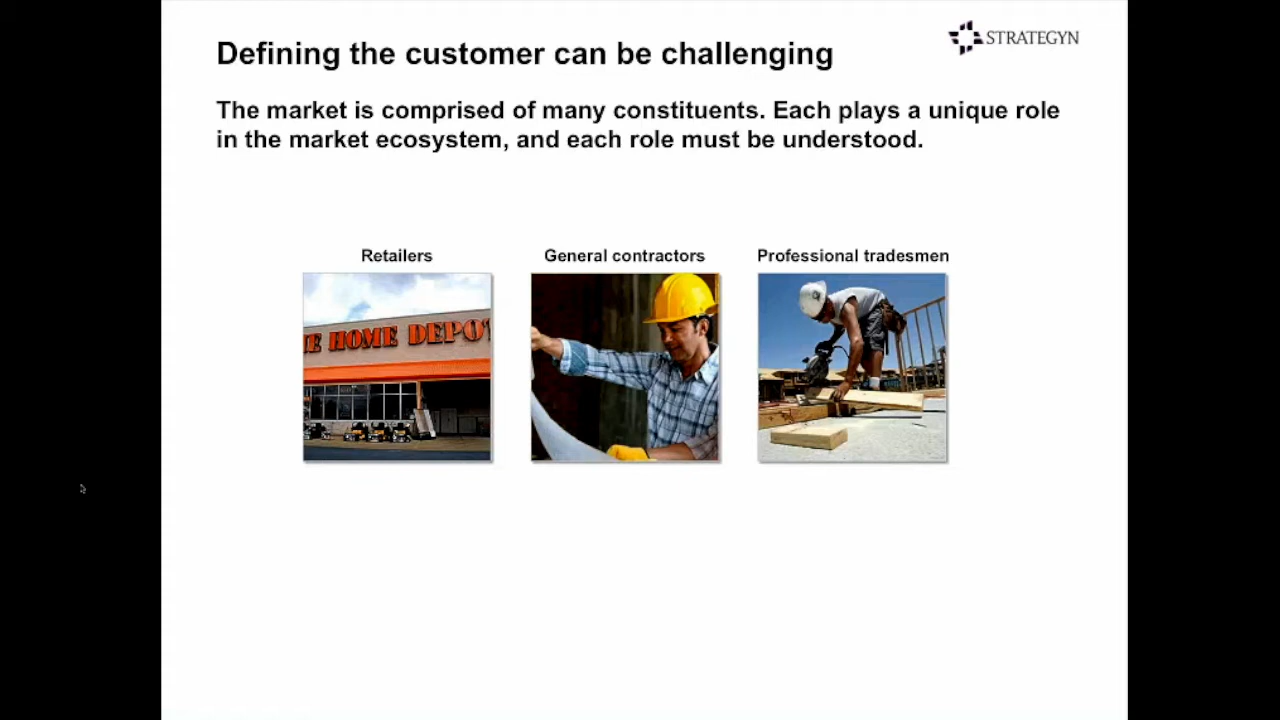 STRATEGYN
Defining the customer can be challenging
The market is comprised of many constituents. Each plays a unique role
in the market ecosystem, and each role must be understood.
Retailers
General contractors
Professional tradesmen
HOME DEPO